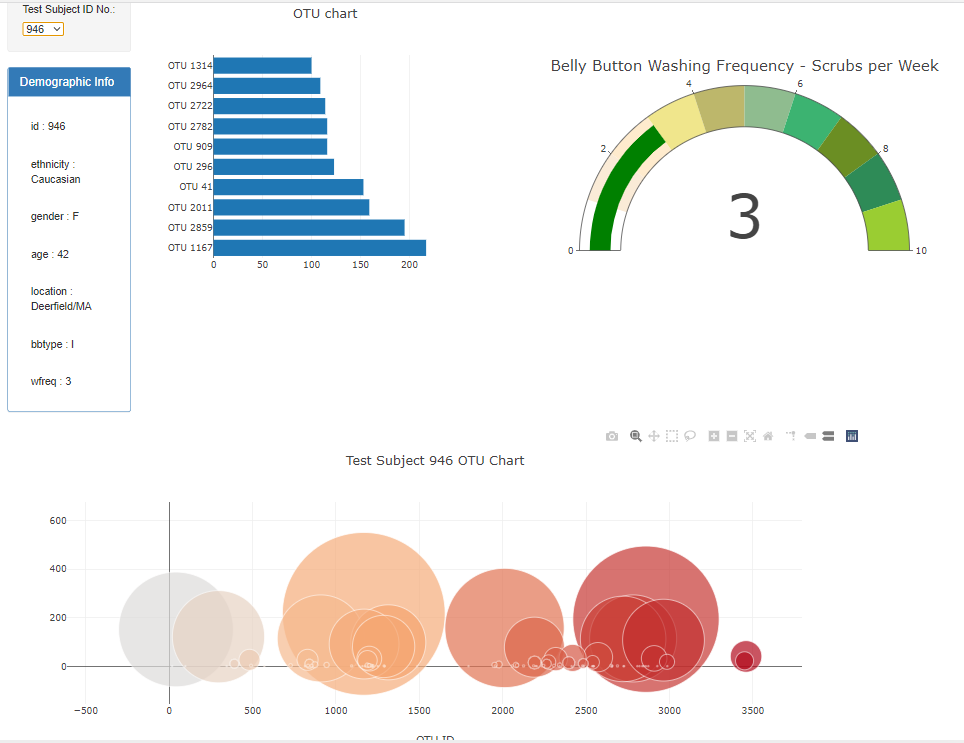 Test Subject ID No.:
946
Demographic Info
id : 946
ethnicity :
Caucasian
gender : F
age : 42
location :
Deerfield/MA
bbtype : I
wfreq : 3
OTU chart
OTU 1314
OTU 2964
OTU 2722
OTU 2782
OTU 909
OTU 296
OTU 41
OTU 2011
OTU 2859
OTU 1167
0 50 100 150 200
Belly Button Washing Frequency - Scrubs per Week
0 2 4 6 8 10
3
Test Subject 946 OTU Chart
600
400
200
0
−500 0 500 1000 1500 2000 2500 3000 3500
OTU ID